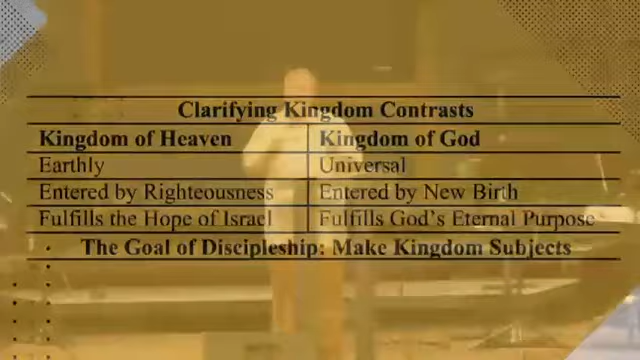 Clarifying Kingdom Contrasts
Kingdom of Heaven Kingdom of God
Earthly Universal
Entered by Righteousness Entered by New Birth
Fulfills the Hope of Israel Fulfills God's Eternal Purpose
The Goal of Discipleship: Make Kingdom Subjects